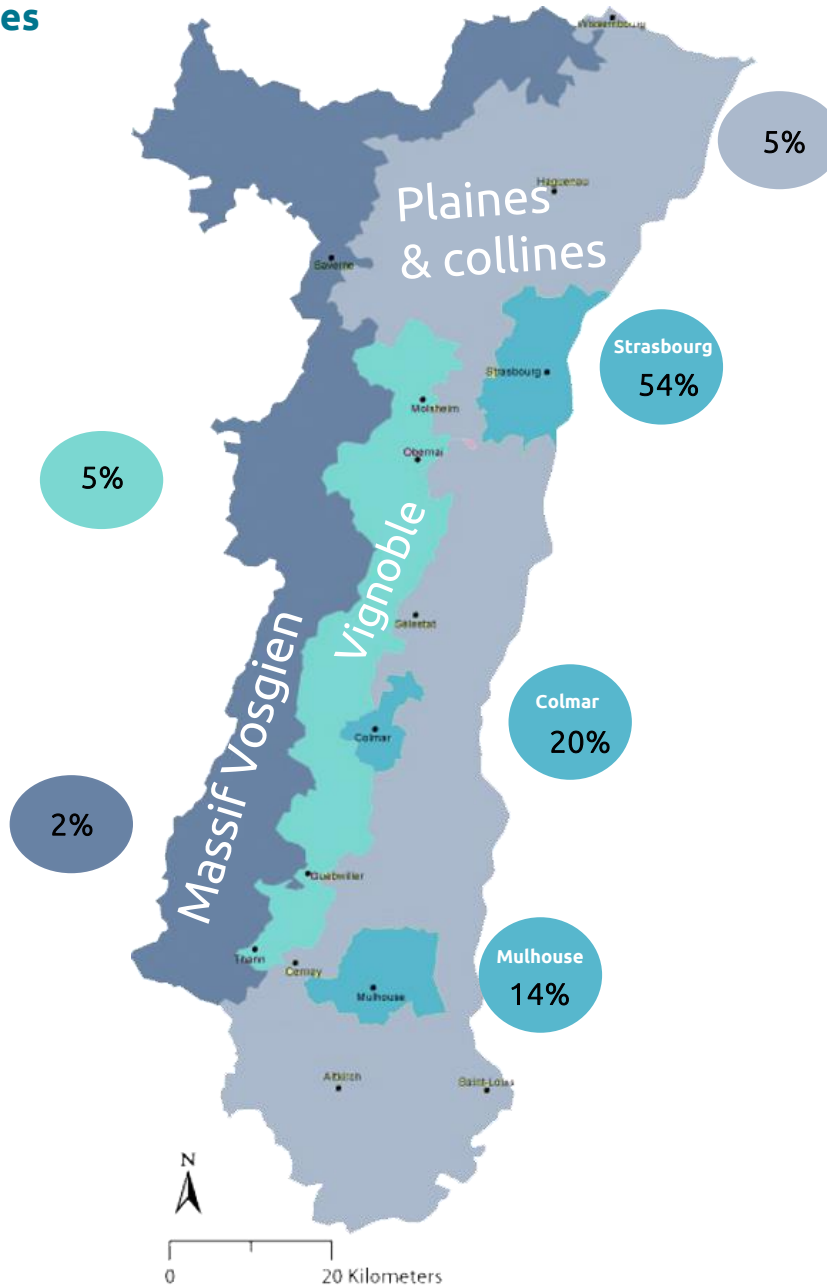 es
Wissembourg
5%
Haguenau
Plaines
& collines
Saverne
Strasbourg
54%
Strasbourg
Molsheim
Obernai
5%
Vignoble
Sélestat
Massif Vosgien
Colmar
20%
Colmar
2%
Guebwiller
Thann
Cernay
Mulhouse
14%
Mulhouse
Altkirch
Saint-Louis
N
0 20 Kilometers